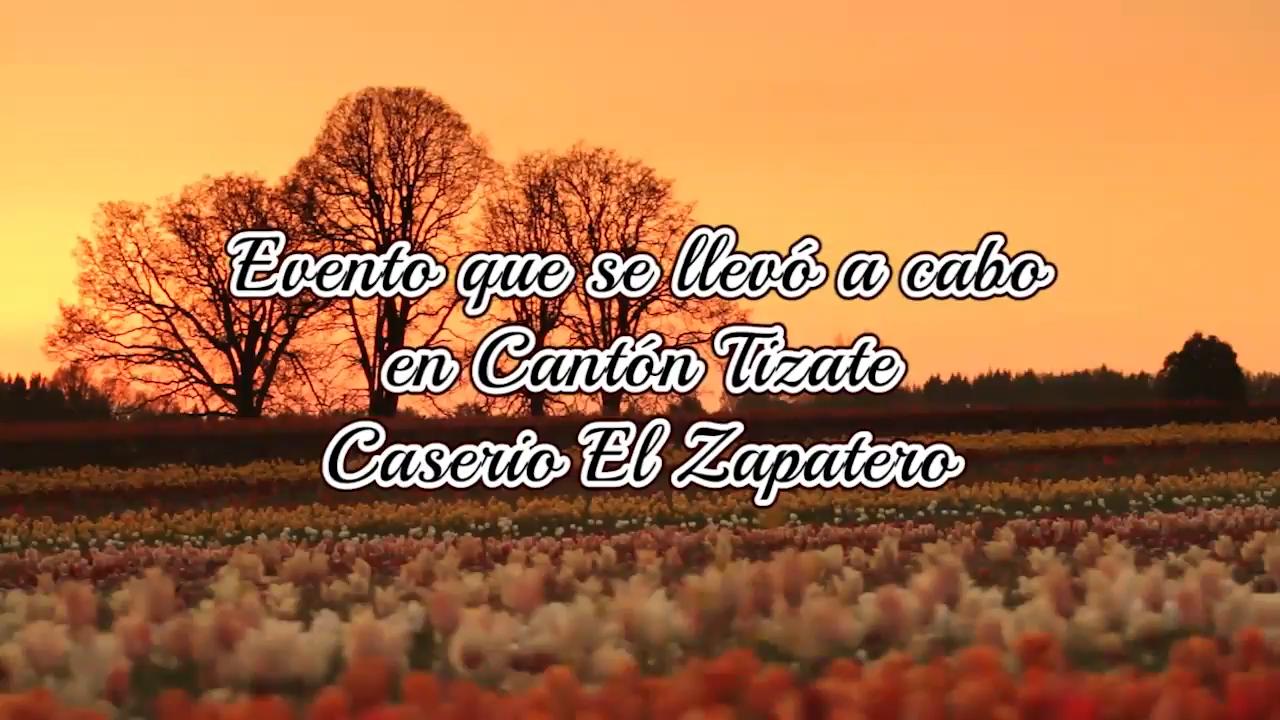 Evento que se llevó a cabo
en Cantón Tizate
Caserio El Zapatero